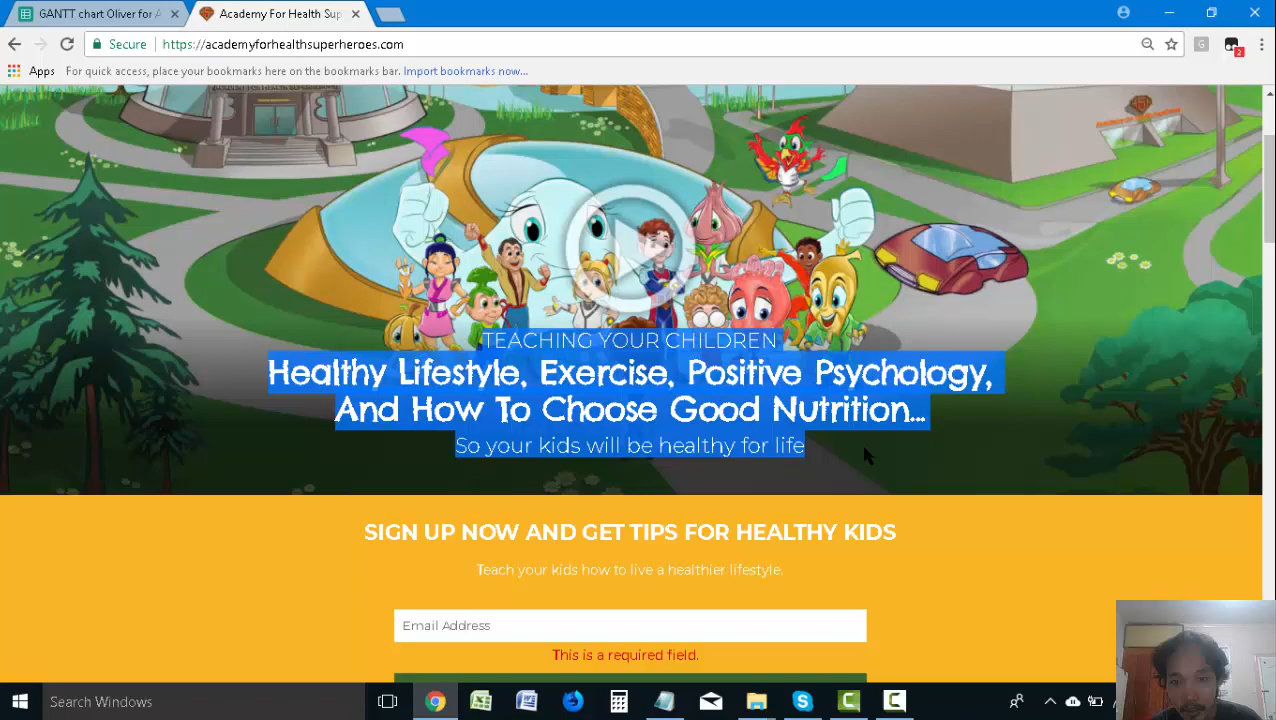 GANTT chart Oliver for A
Academy For Health Sup
Secure
https://academyforhealthsuperheroes.com
Apps
For quick access, place your bookmarks here on the bookmarks bar. Import bookmarks now...
TEACHING YOUR CHILDREN
Healthy Lifestyle, Exercise, Positive Psychology,
And How To Choose Good Nutrition...
So your kids will be healthy for life
SIGN UP NOW AND GET TIPS FOR HEALTHY KIDS
Teach your kids how to live a healthier lifestyle.
Email Address
This is a required field.
Search Windows